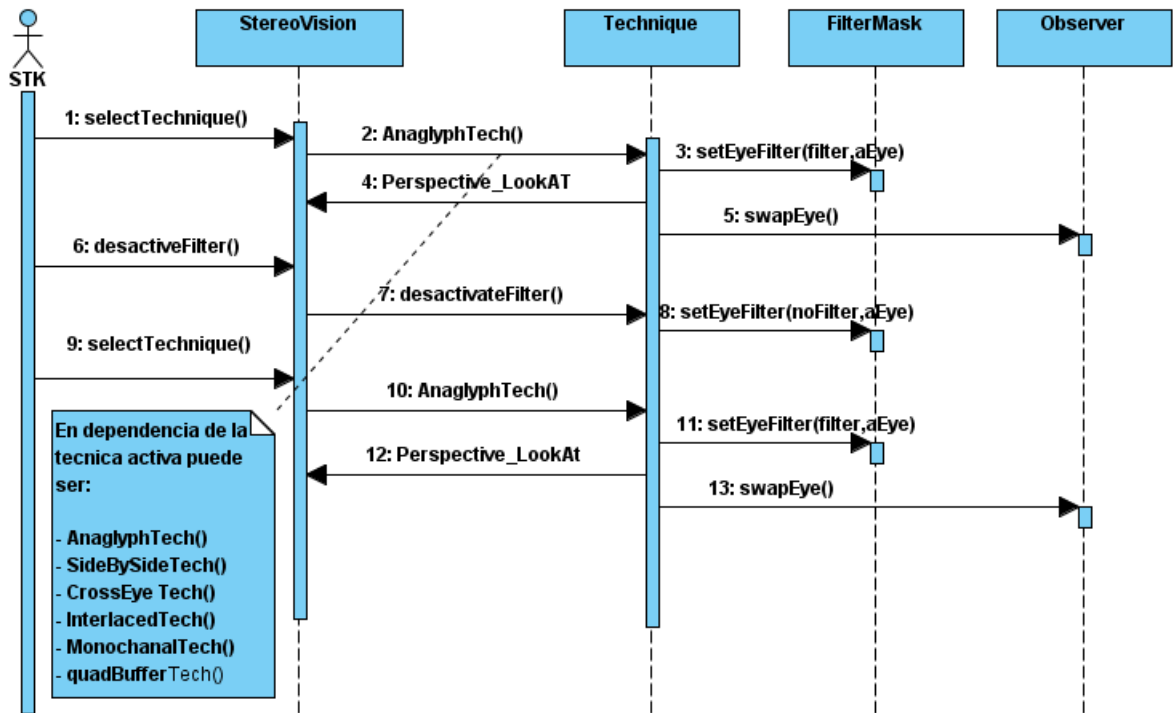 StereoVision
Technique
FilterMask
Observer
STK
1: selectTechnique()
2: AnaglyphTech()
3: setEyeFilter(filter,aEye)
4: Perspective_LookAT
5: swapEye()
6: desactiveFilter()
7: desactivateFilter()
8: setEyeFilter(noFilter,aEye)
9: selectTechnique()
10: AnaglyphTech()
11: setEyeFilter(filter,aEye)
12: Perspective_LookAt
13: swapEye()
En dependencia de la
tecnica activa puede
ser:
- AnaglyphTech()
- SideBySideTech()
- CrossEye Tech()
- InterlacedTech()
- MonochanalTech()
- quadBufferTech()